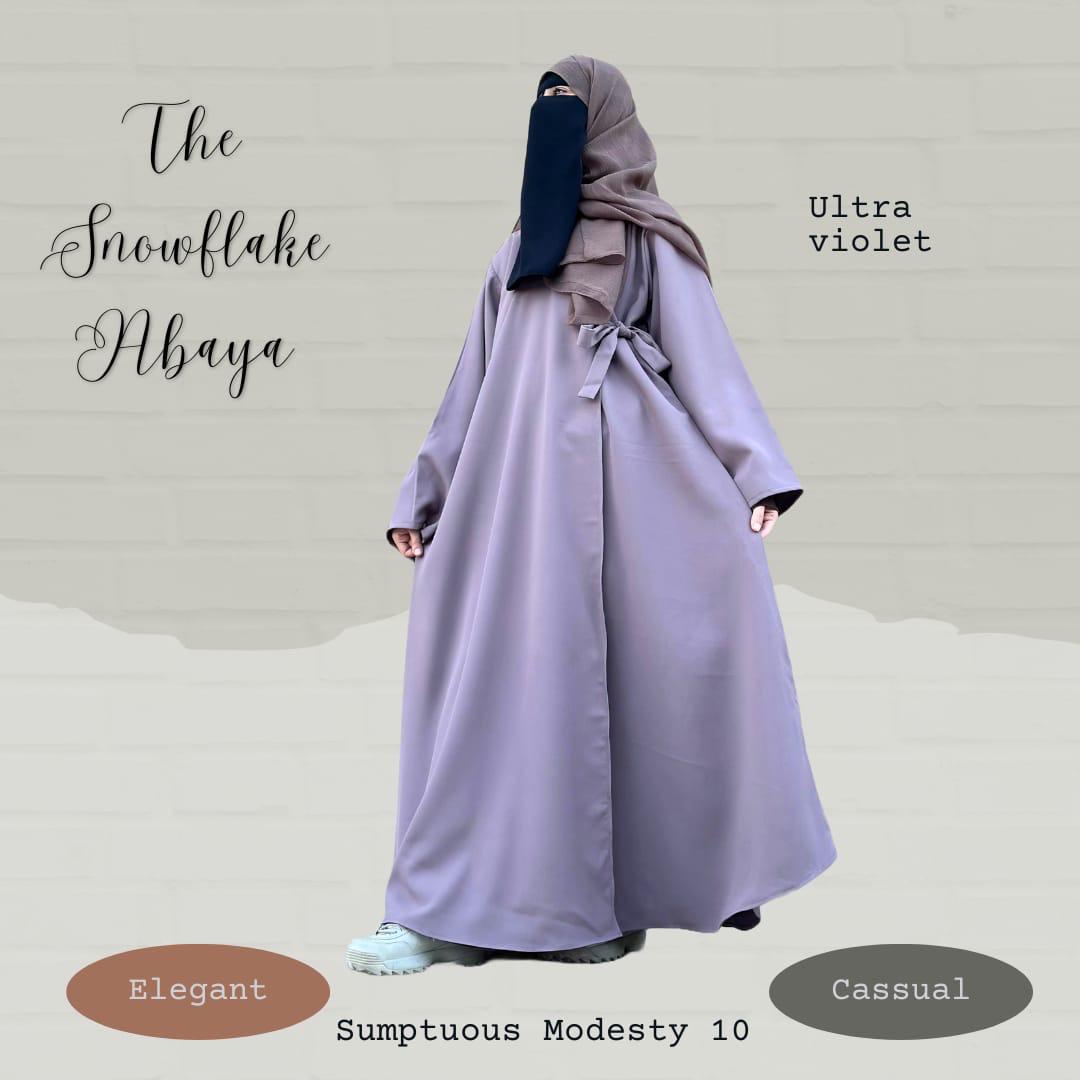 The
Snowflake
Abaya
Ultra
violet
Elegant
Cassual
Sumptuous Modesty 10